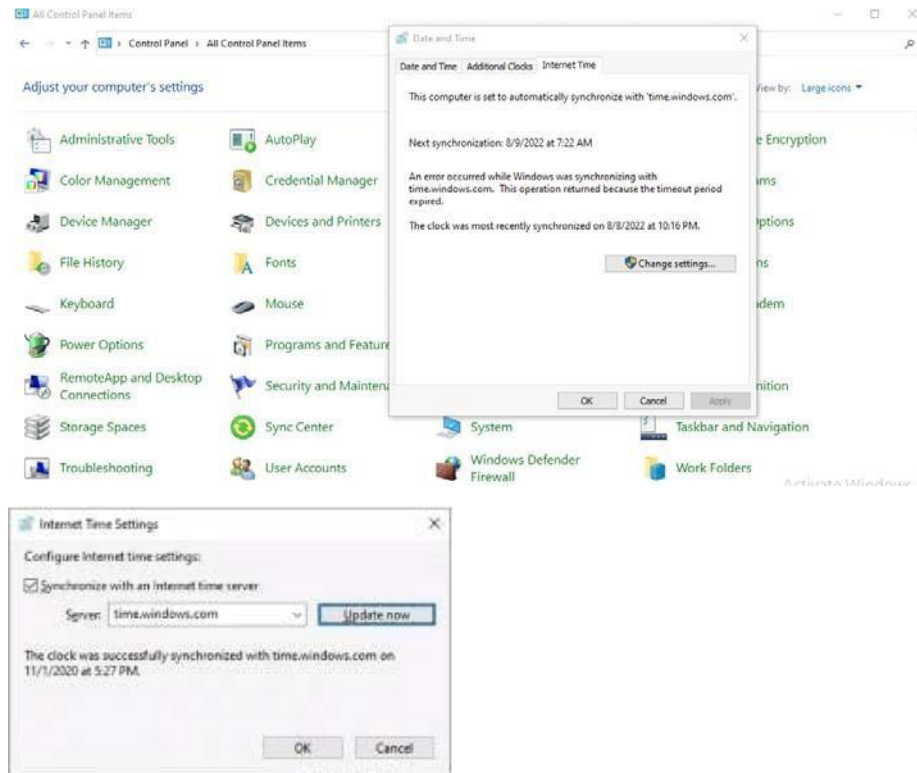 All Control Panel Items
Control Panel › All Control Panel Items
Adjust your computer's settings
View by: Large icons
Administrative Tools
AutoPlay
e Encryption
Color Management
Credential Manager
ms
Device Manager
Devices and Printers
ptions
File History
Fonts
ns
Keyboard
Mouse
dem
Power Options
Programs and Feature
RemoteApp and Desktop
Connections
Security and Maintena
nition
Storage Spaces
Sync Center
System
Taskbar and Navigation
Troubleshooting
User Accounts
Windows Defender
Firewall
Work Folders
Activate Windows
Date and Time
Date and Time Additional Clocks Internet Time
This computer is set to automatically synchronize with 'time.windows.com'.
Next synchronization: 8/9/2022 at 7:22 AM
An error occurred while Windows was synchronizing with
time.windows.com. This operation returned because the timeout period
expired.
The clock was most recently synchronized on 8/8/2022 at 10:16 PM.
Change settings...
OK Cancel Apply
Internet Time Settings
Configure Internet time settings:
Synchronize with an Internet time server
Server: time.windows.com Update now
The clock was successfully synchronized with time.windows.com on
11/1/2020 at 5:27 PM.
OK Cancel